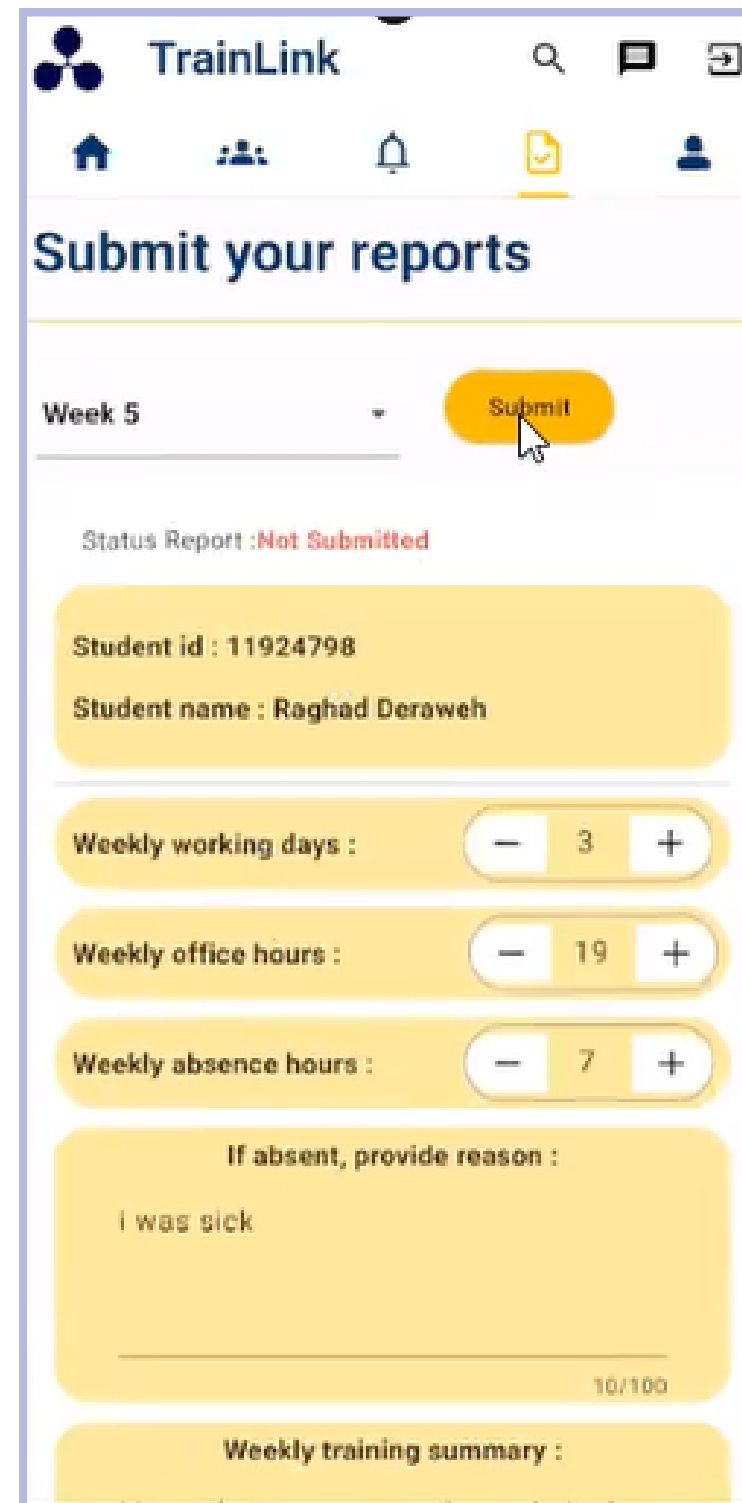 TrainLink
Submit your reports
Week 5
Submit
Status Report :Not Submitted
Student id : 11924798
Student name : Raghad Deraweh
Weekly working days :
− 3 +
Weekly office hours :
− 19 +
Weekly absence hours :
− 7 +
If absent, provide reason :
i was sick
10/100
Weekly training summary :